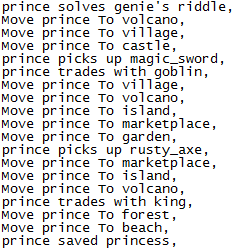 prince solves genie's riddle,
Move prince To volcano,
Move prince To village,
Move prince To castle,
prince picks up magic_sword,
prince trades with goblin,
Move prince To village,
Move prince To volcano,
Move prince To island,
Move prince To marketplace,
Move prince To garden,
prince picks up rusty_axe,
Move prince To marketplace,
Move prince To island,
Move prince To volcano,
prince trades with king,
Move prince To forest,
Move prince To beach,
prince saved princess,